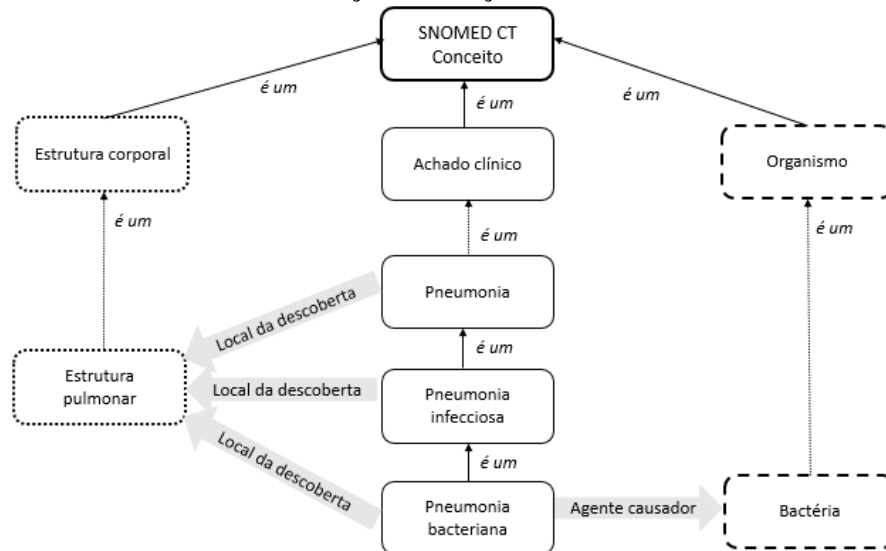 SNOMED CT
Conceito
é um
é um
é um
Estrutura corporal
Achado clínico
Organismo
é um
é um
é um
Pneumonia
Local da descoberta
é um
Estrutura
pulmonar
Local da descoberta
Pneumonia
infecciosa
Local da descoberta
é um
Pneumonia
bacteriana
Agente causador
Bactéria